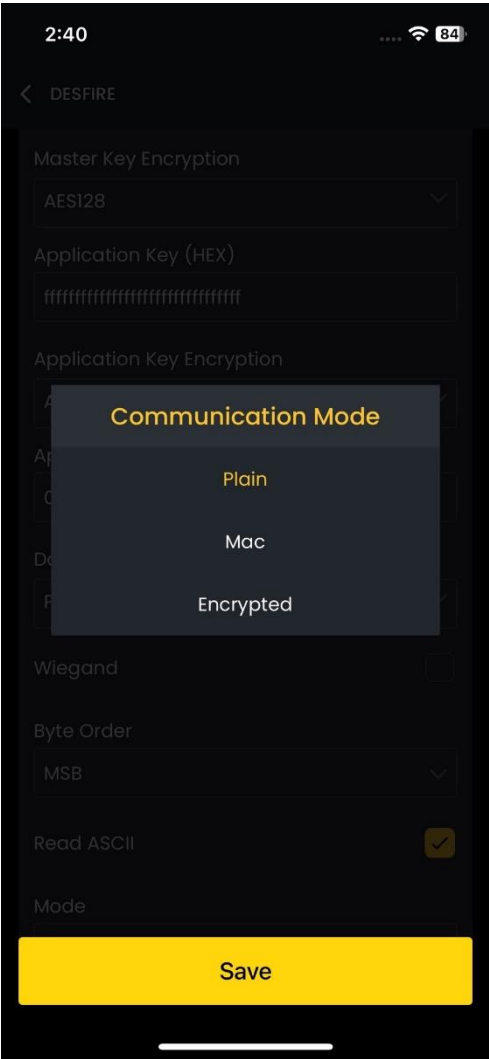 2:40
84
DESFIRE
Master Key Encryption
AES128
Application Key (HEX)
ffffffffffffffffffffffffffffffff
Application Key Encryption
Communication Mode
Plain
Mac
Encrypted
Wiegand
Byte Order
MSB
Read ASCII
Mode
Save